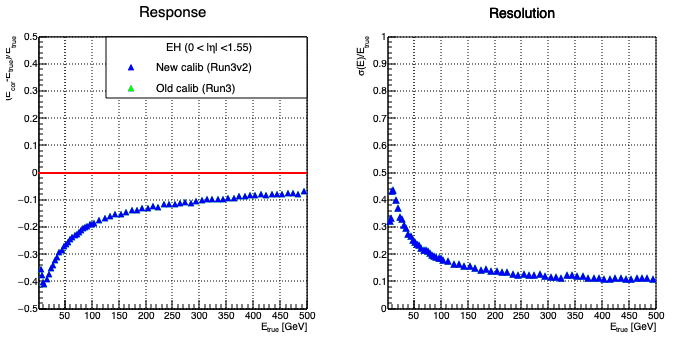 Response
(E_cor-E_true)/E_true
0.5
0.4
0.3
0.2
0.1
0
−0.1
−0.2
−0.3
−0.4
−0.5
EH (0 < |η| <1.55)
New calib (Run3v2)
Old calib (Run3)
50 100 150 200 250 300 350 400 450 500
E_true [GeV]
Resolution
σ(E)/E_true
1
0.9
0.8
0.7
0.6
0.5
0.4
0.3
0.2
0.1
0
50 100 150 200 250 300 350 400 450 500
E_true [GeV]